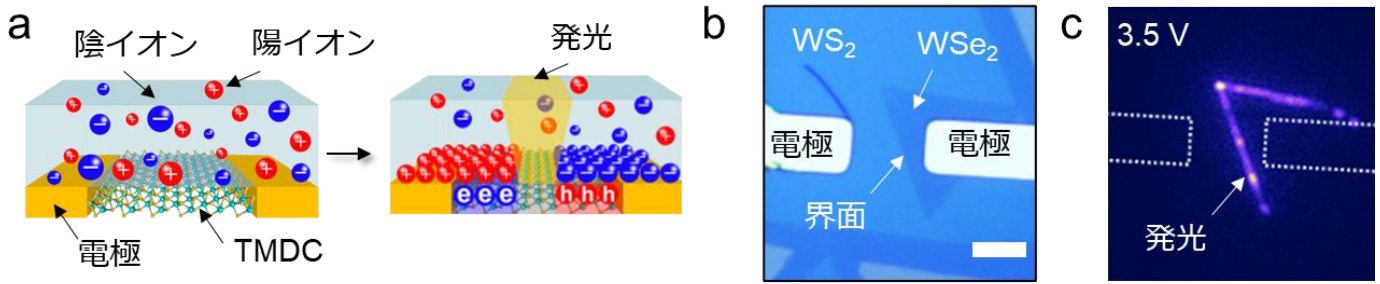 a
陰イオン
陽イオン
発光
電極
TMDC
e e e
h h h
b
WS₂
WSe₂
電極
電極
界面
c
3.5 V
発光